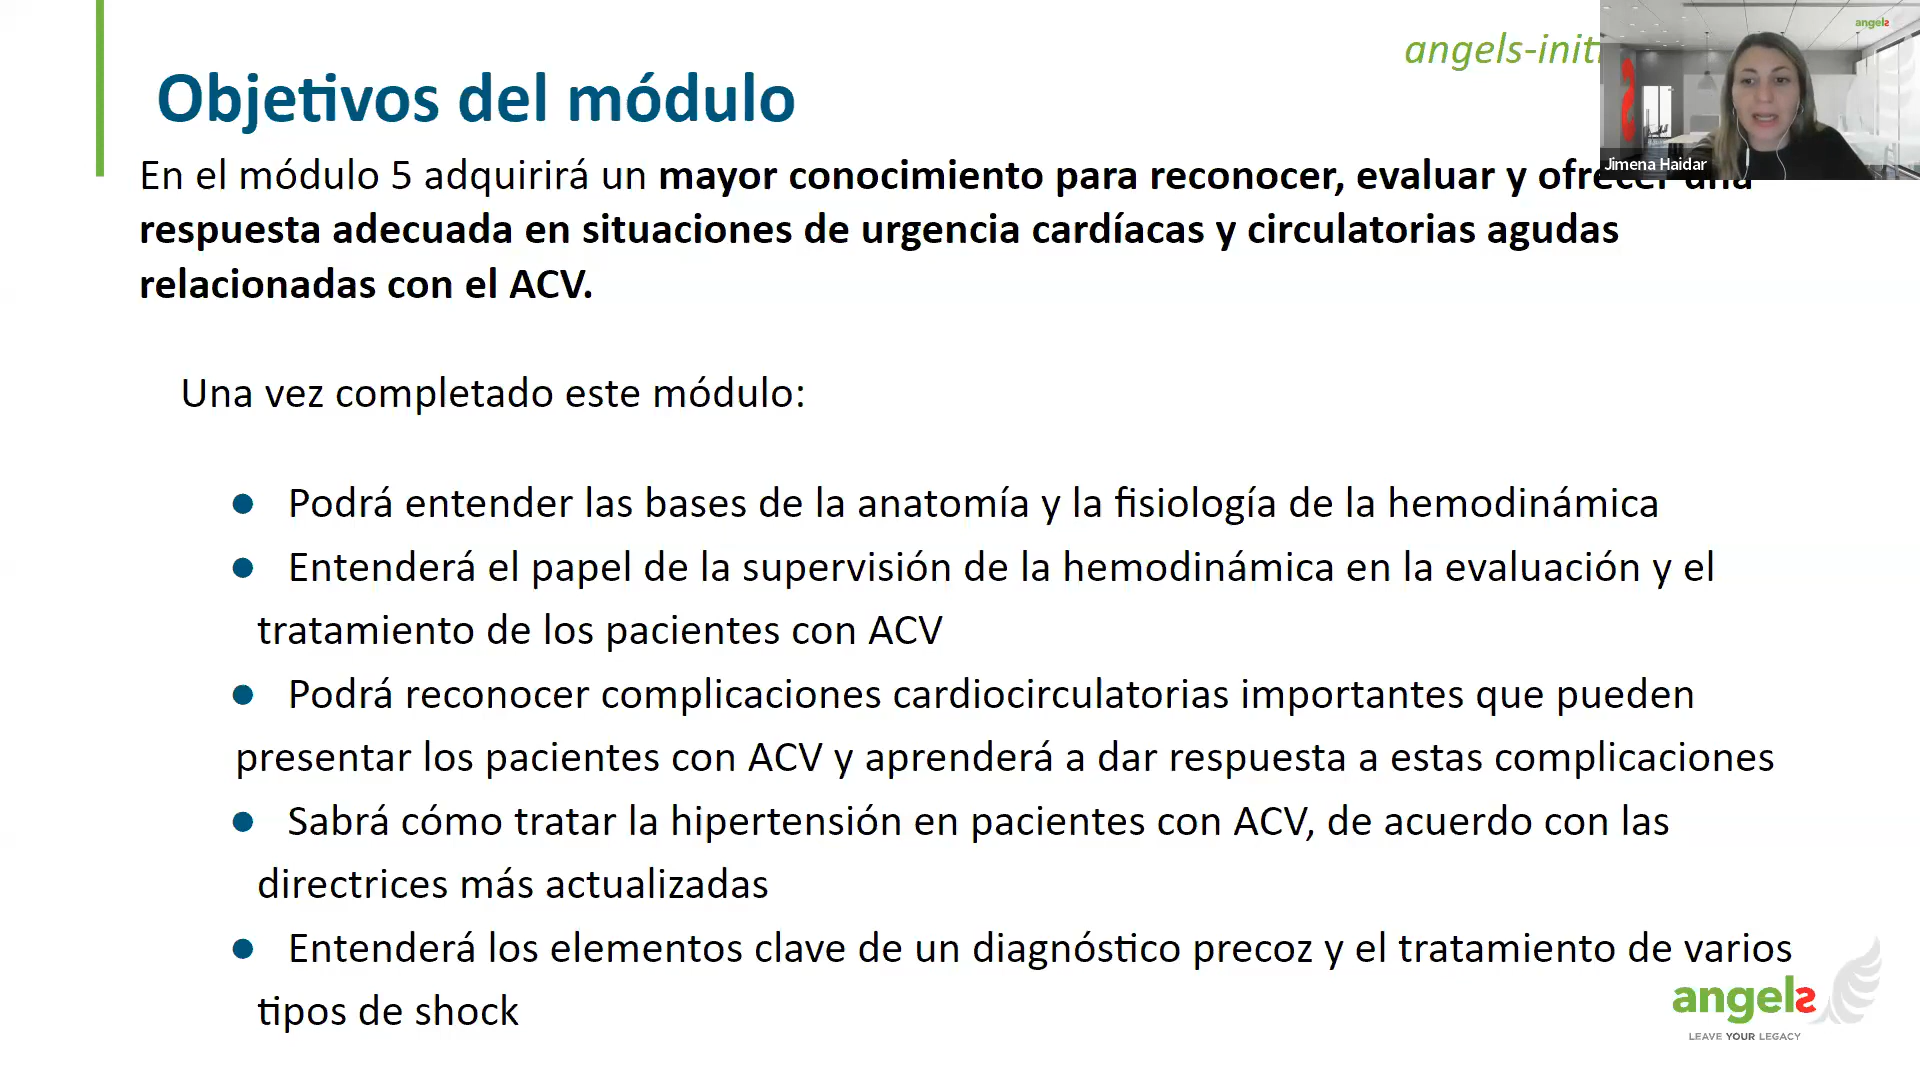 angels-init
angels
Objetivos del módulo
Jimena Haidar
En el módulo 5 adquirirá un mayor conocimiento para reconocer, evaluar y ofrecer una
respuesta adecuada en situaciones de urgencia cardíacas y circulatorias agudas
relacionadas con el ACV.
Una vez completado este módulo:
● Podrá entender las bases de la anatomía y la fisiología de la hemodinámica
● Entenderá el papel de la supervisión de la hemodinámica en la evaluación y el
tratamiento de los pacientes con ACV
● Podrá reconocer complicaciones cardiocirculatorias importantes que pueden
presentar los pacientes con ACV y aprenderá a dar respuesta a estas complicaciones
● Sabrá cómo tratar la hipertensión en pacientes con ACV, de acuerdo con las
directrices más actualizadas
● Entenderá los elementos clave de un diagnóstico precoz y el tratamiento de varios
tipos de shock
angels
LEAVE YOUR LEGACY